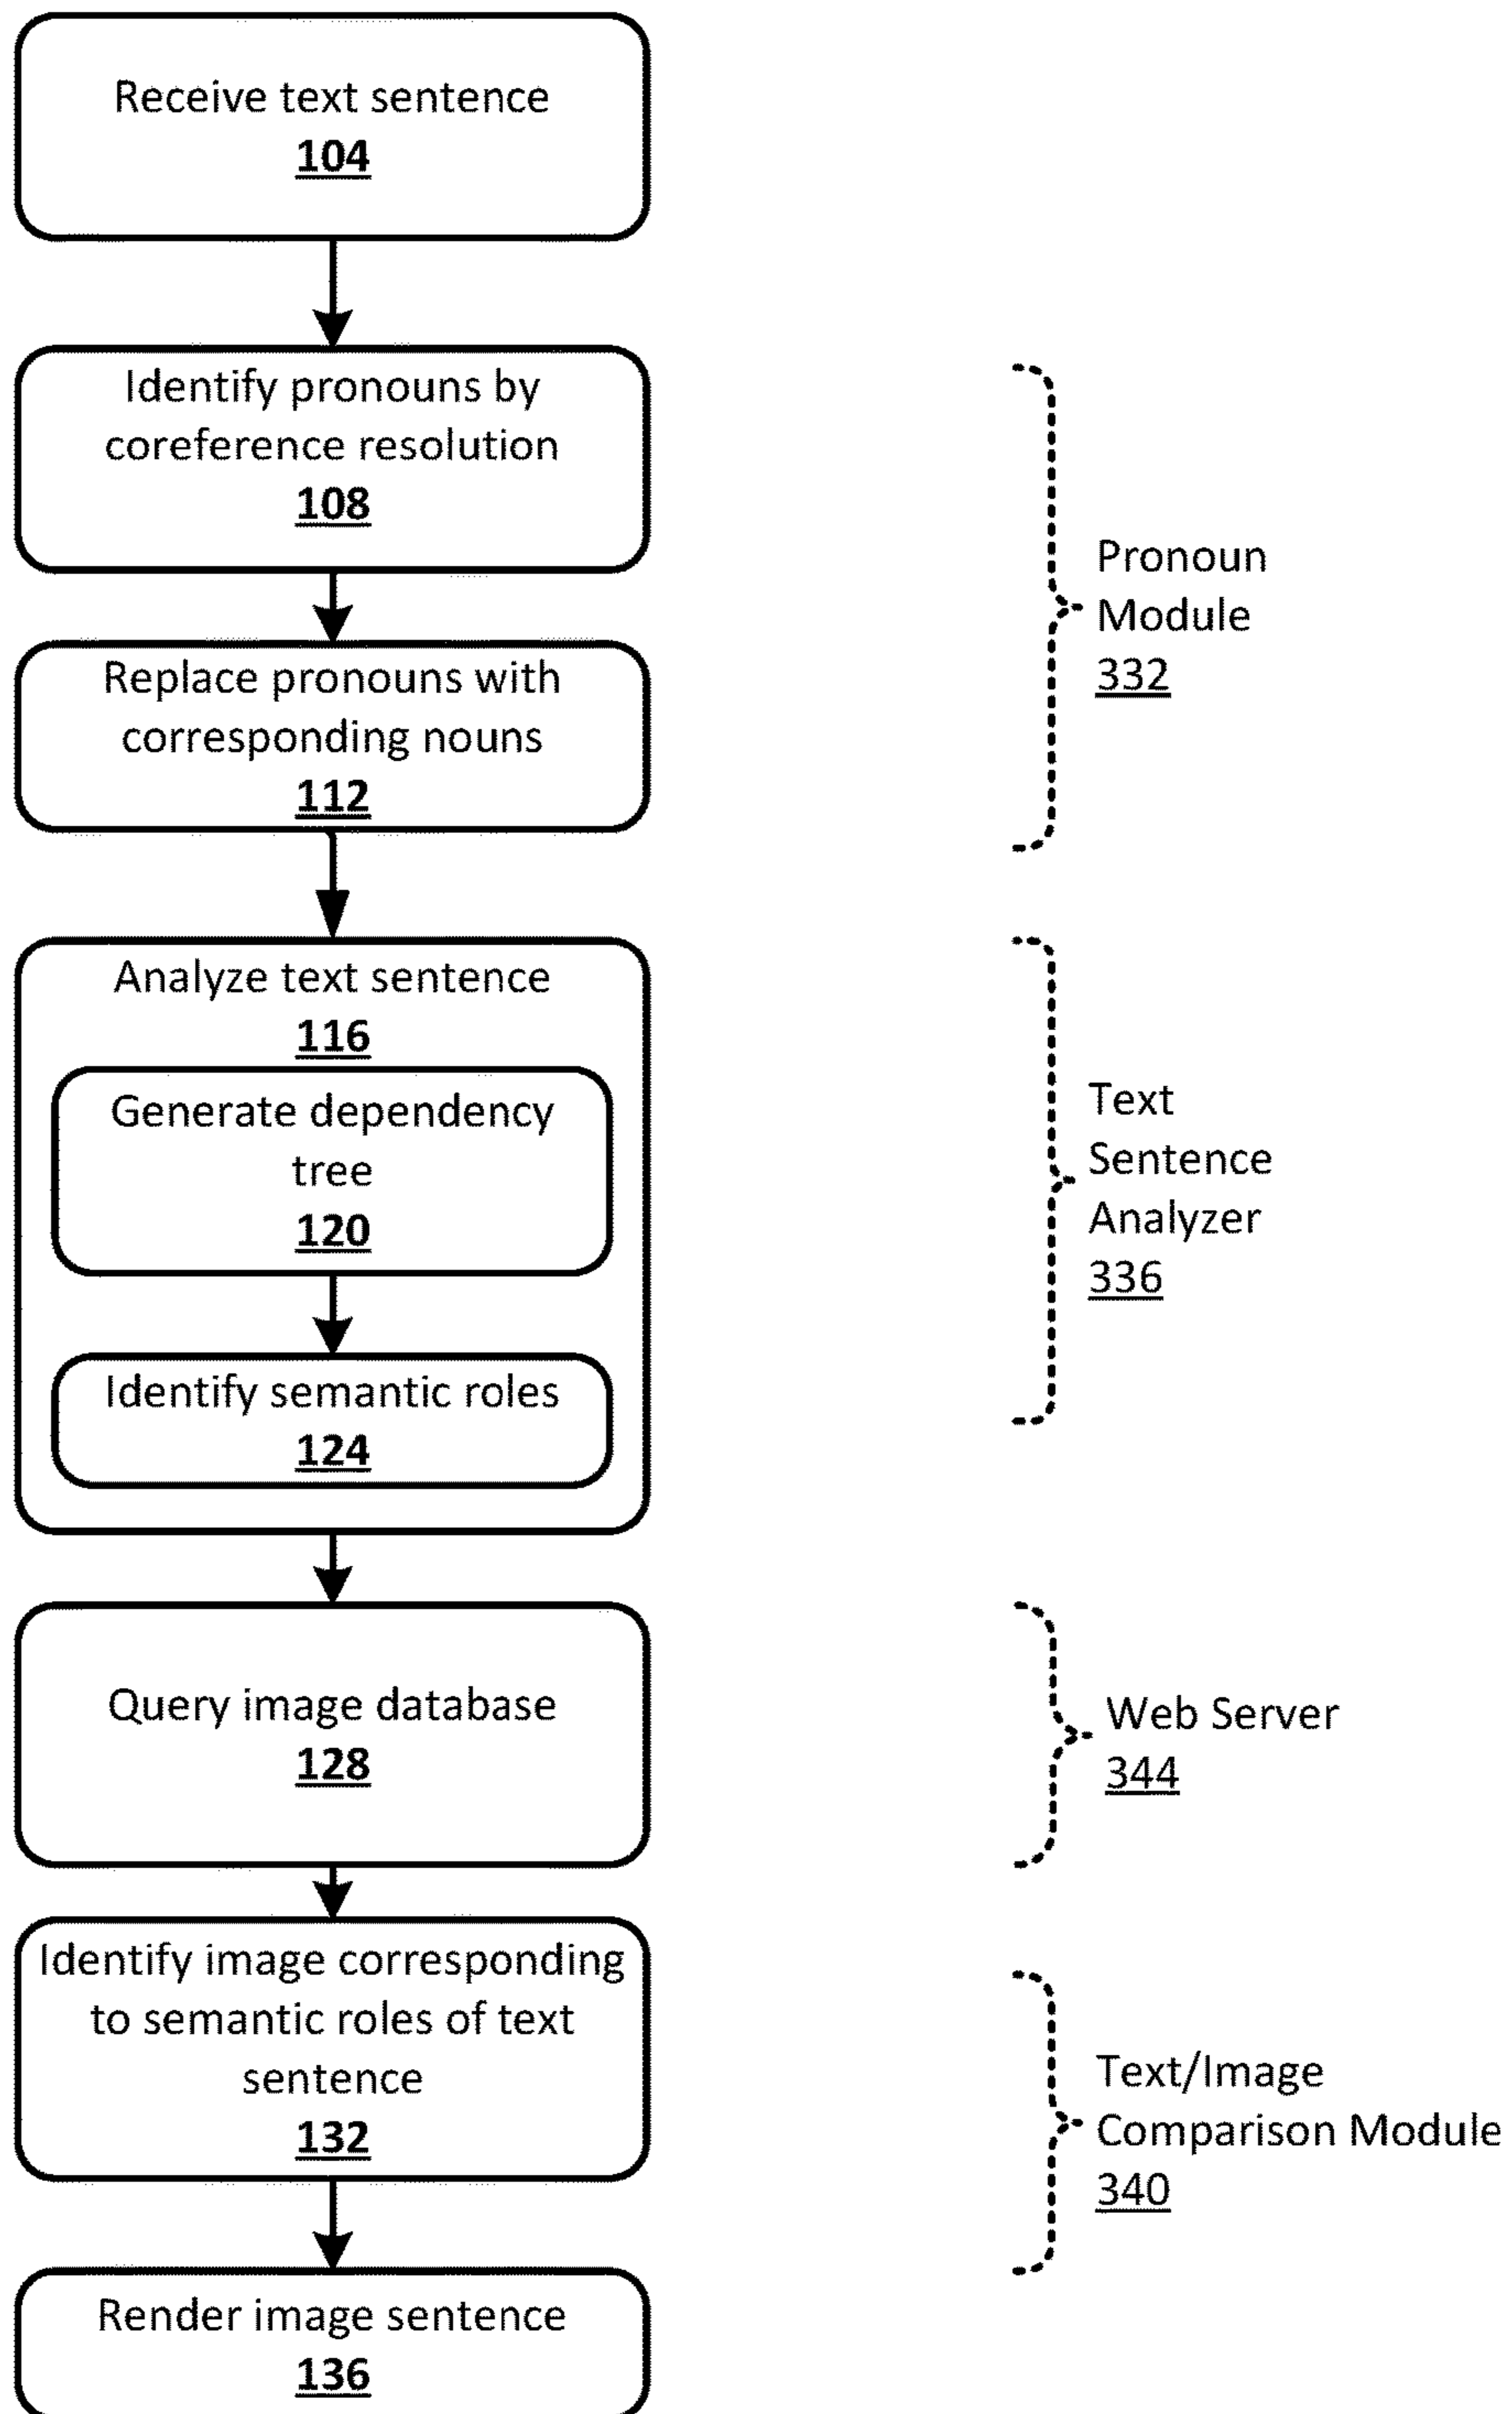 Receive text sentence
104
Identify pronouns by
coreference resolution
108
Replace pronouns with
corresponding nouns
112
Pronoun
Module
332
Analyze text sentence
116
Generate dependency
tree
120
Identify semantic roles
124
Text
Sentence
Analyzer
336
Query image database
128
Web Server
344
Identify image corresponding
to semantic roles of text
sentence
132
Text/Image
Comparison Module
340
Render image sentence
136